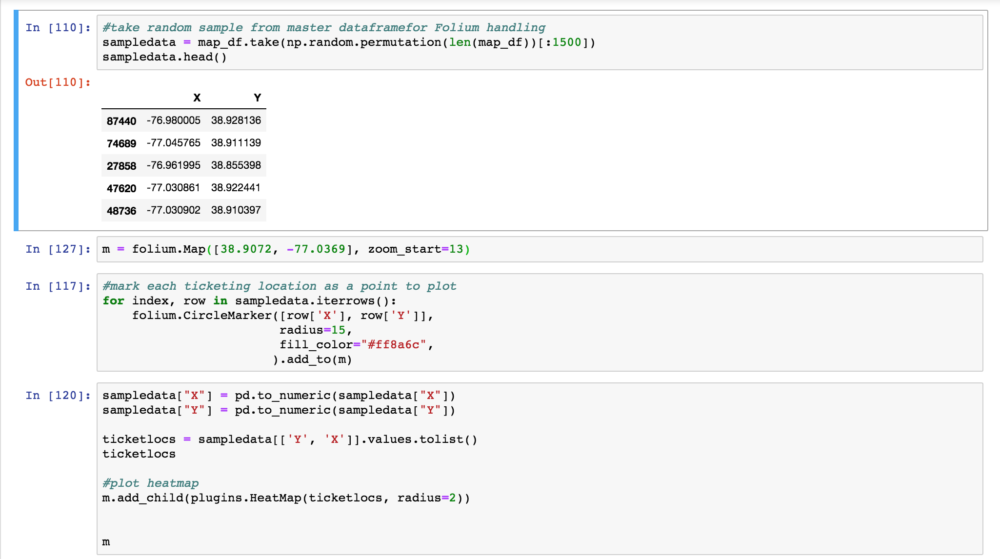 In [110]: #take random sample from master dataframefor Folium handling
sampledata = map_df.take(np.random.permutation(len(map_df))[:1500])
sampledata.head()
Out[110]:
X Y
87440 -76.980005 38.928136
74689 -77.045765 38.911139
27858 -76.961995 38.855398
47620 -77.030861 38.922441
48736 -77.030902 38.910397
In [127]: m = folium.Map([38.9072, -77.0369], zoom_start=13)
In [117]: #mark each ticketing location as a point to plot
for index, row in sampledata.iterrows():
    folium.CircleMarker([row['X'], row['Y']],
                        radius=15,
                        fill_color="#ff8a6c",
                       ).add_to(m)
In [120]: sampledata["X"] = pd.to_numeric(sampledata["X"])
sampledata["Y"] = pd.to_numeric(sampledata["Y"])
ticketlocs = sampledata[['Y', 'X']].values.tolist()
ticketlocs
#plot heatmap
m.add_child(plugins.HeatMap(ticketlocs, radius=2))
m